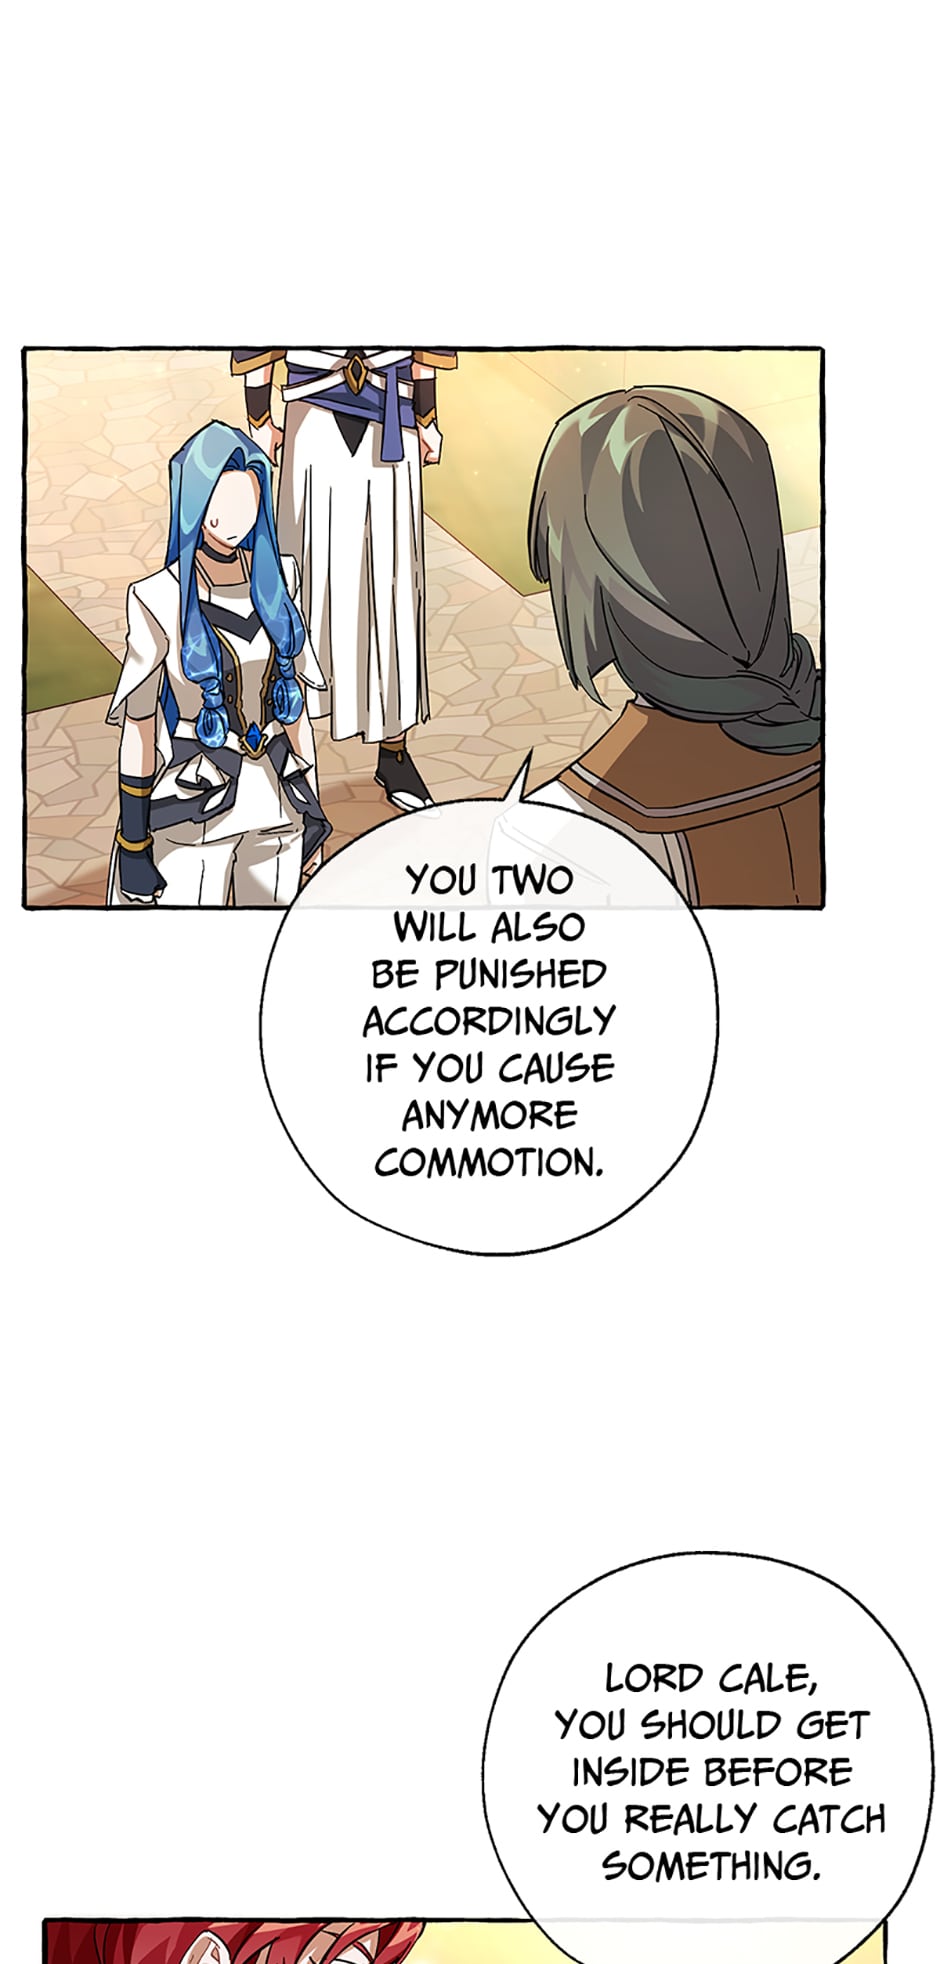 YOU TWO
WILL ALSO
BE PUNISHED
ACCORDINGLY
IF YOU CAUSE
ANYMORE
COMMOTION.
LORD CALE,
YOU SHOULD GET
INSIDE BEFORE
YOU REALLY CATCH
SOMETHING.